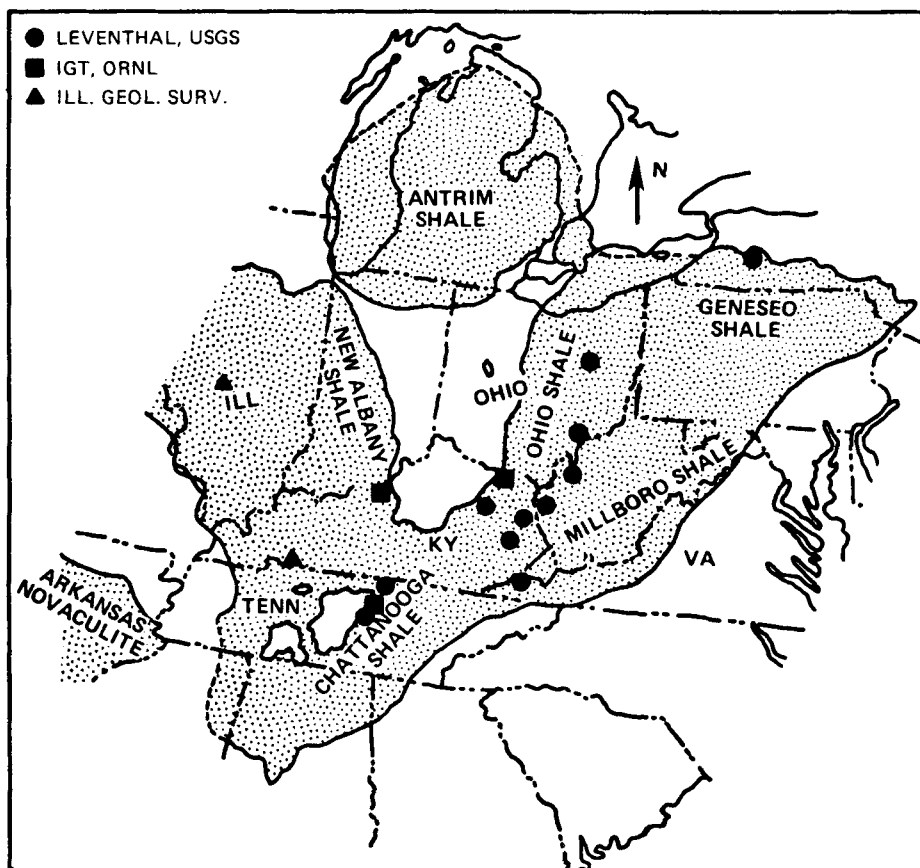 LEVENTHAL, USGS
IGT, ORNL
ILL. GEOL. SURV.
N
ANTRIM
SHALE
GENESEO
SHALE
NEW ALBANY
SHALE
ILL
OHIO
OHIO SHALE
MILLBORO SHALE
KY
VA
ARKANSAS
NOVACULITE
TENN
CHATTANOOGA
SHALE